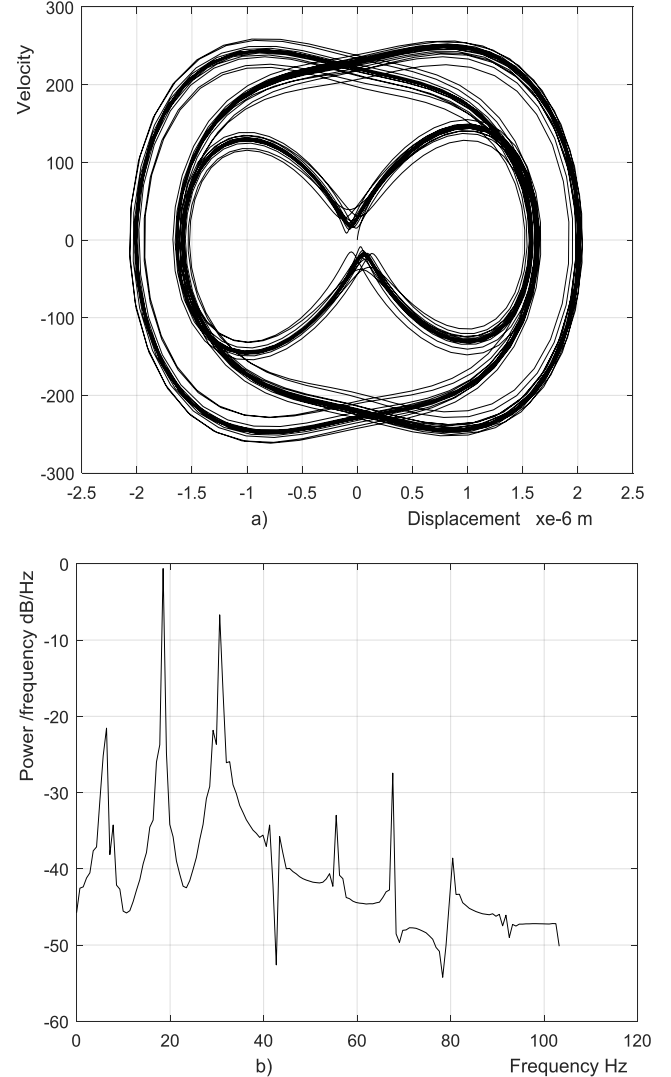 300
200
100
0
-100
-200
-300
Velocity
-2.5 -2 -1.5 -1 -0.5 0 0.5 1 1.5 2 2.5
a) Displacement xe-6 m
0
-10
-20
-30
-40
-50
-60
Power /frequency dB/Hz
0 20 40 60 80 100 120
b) Frequency Hz